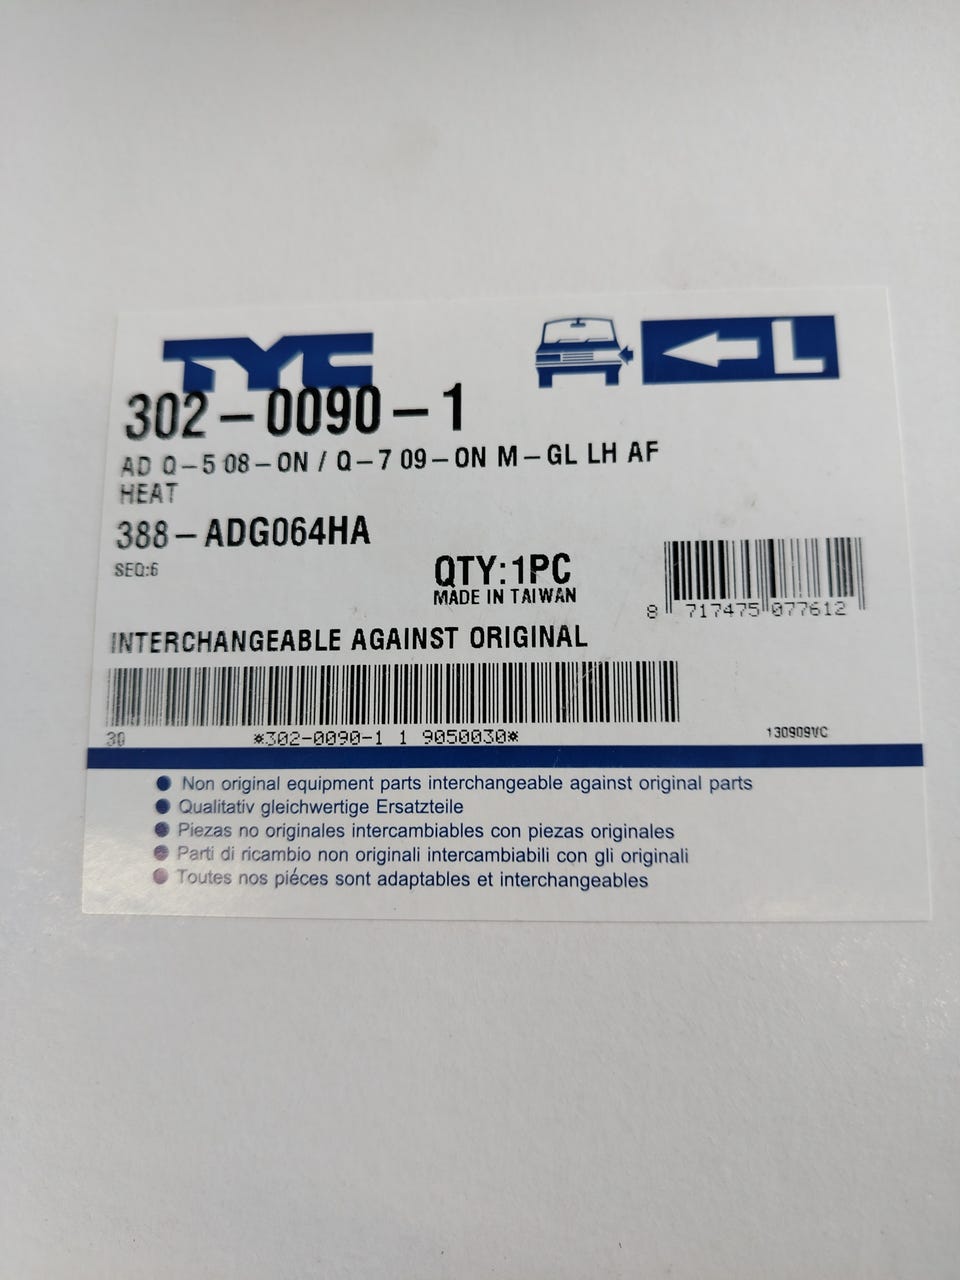 TYC
L
302-0090-1
AD Q-5 08-ON / Q-7 09-ON M-GL LH AF
HEAT
388-ADG064HA
SEQ:6
QTY:1PC
MADE IN TAIWAN
8 717475 077612
INTERCHANGEABLE AGAINST ORIGINAL
30
*302-0090-1 1 9050030*
130909VC
Non original equipment parts interchangeable against original parts
Qualitativ gleichwertige Ersatzteile
Piezas no originales intercambiables con piezas originales
Parti di ricambio non originali intercambiabili con gli originali
Toutes nos piéces sont adaptables et interchangeables